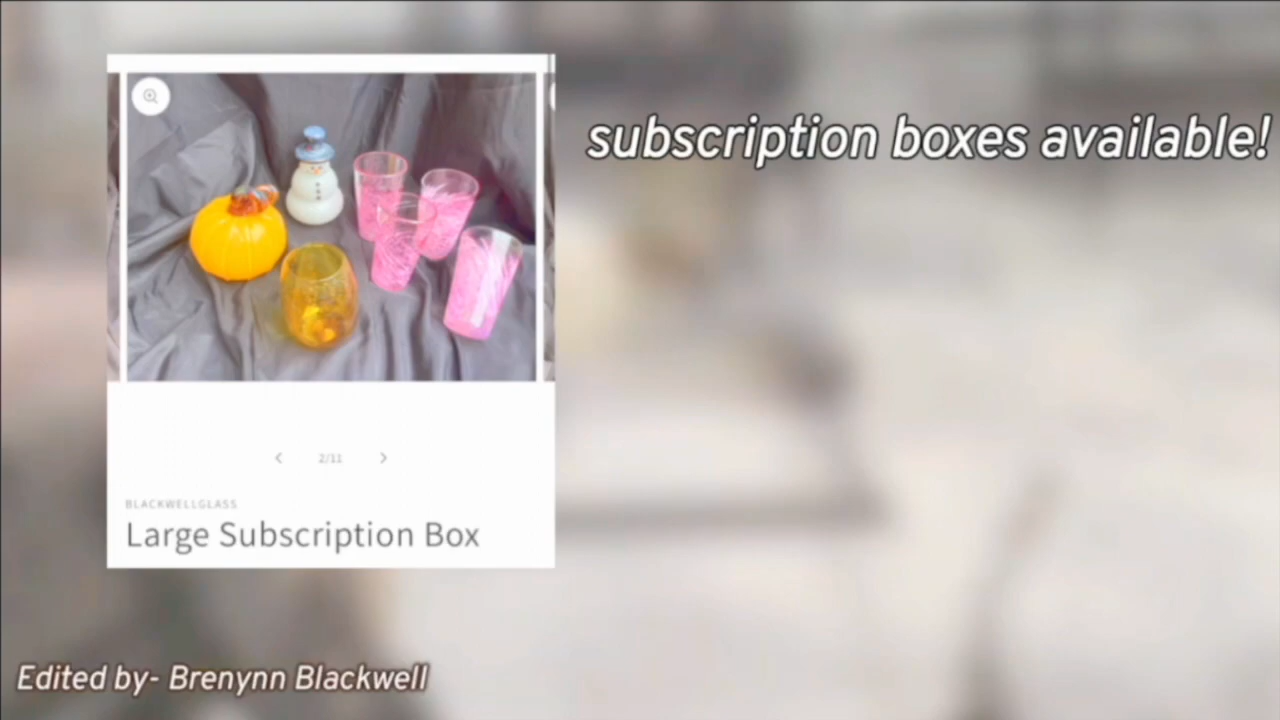 subscription boxes available!
2/11
BLACKWELLGLASS
Large Subscription Box
Edited by- Brenynn Blackwell